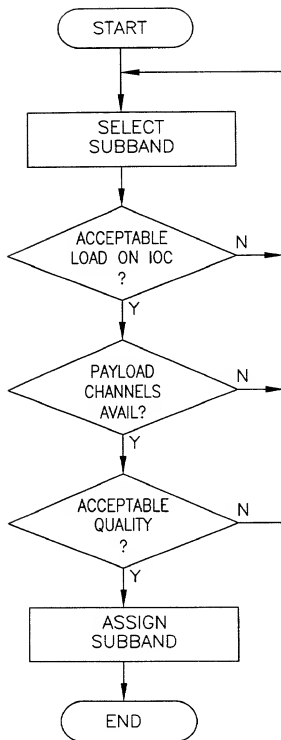 START
SELECT
SUBBAND
ACCEPTABLE
LOAD ON IOC
?
N
Y
PAYLOAD
CHANNELS
AVAIL?
N
Y
ACCEPTABLE
QUALITY
?
N
Y
ASSIGN
SUBBAND
END